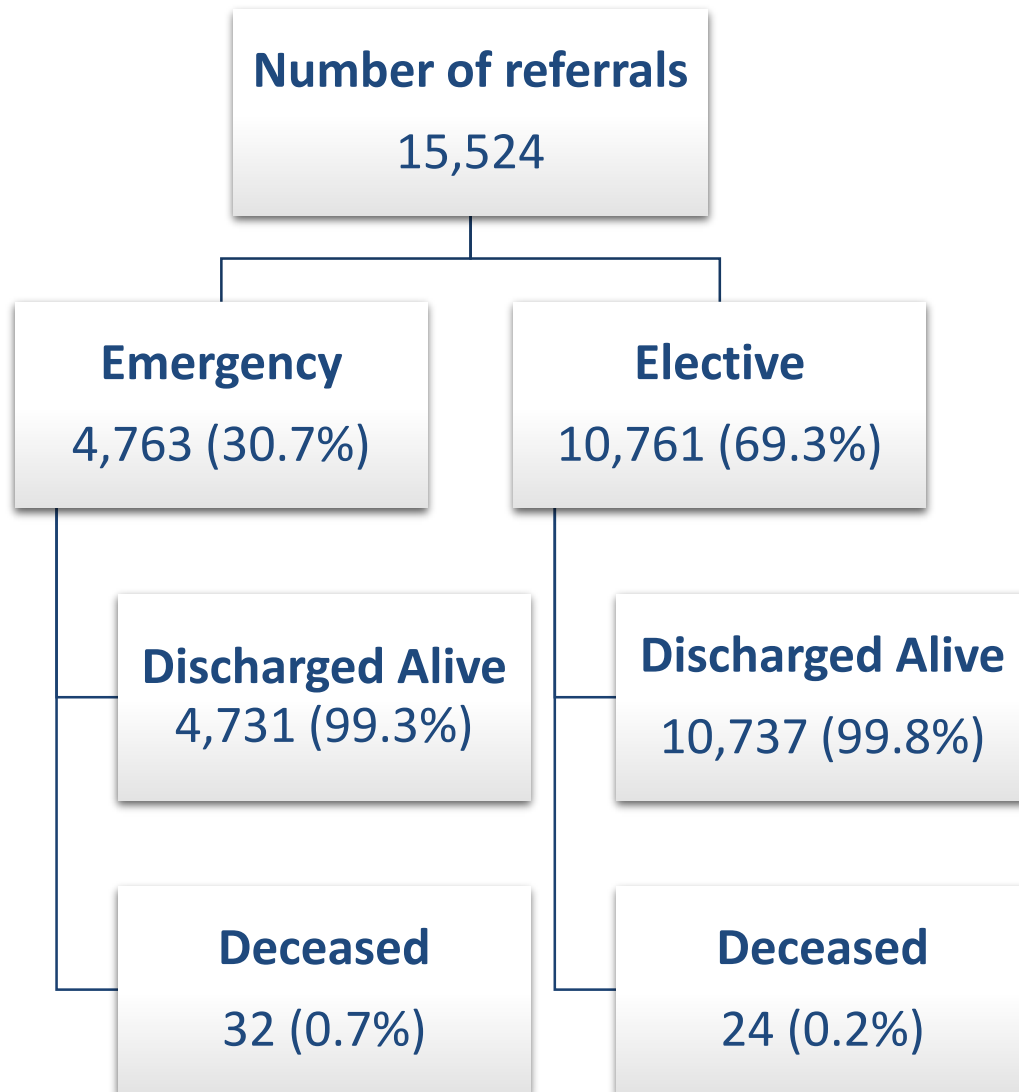 Number of referrals
15,524
Emergency
4,763 (30.7%)
Elective
10,761 (69.3%)
Discharged Alive
4,731 (99.3%)
Discharged Alive
10,737 (99.8%)
Deceased
32 (0.7%)
Deceased
24 (0.2%)